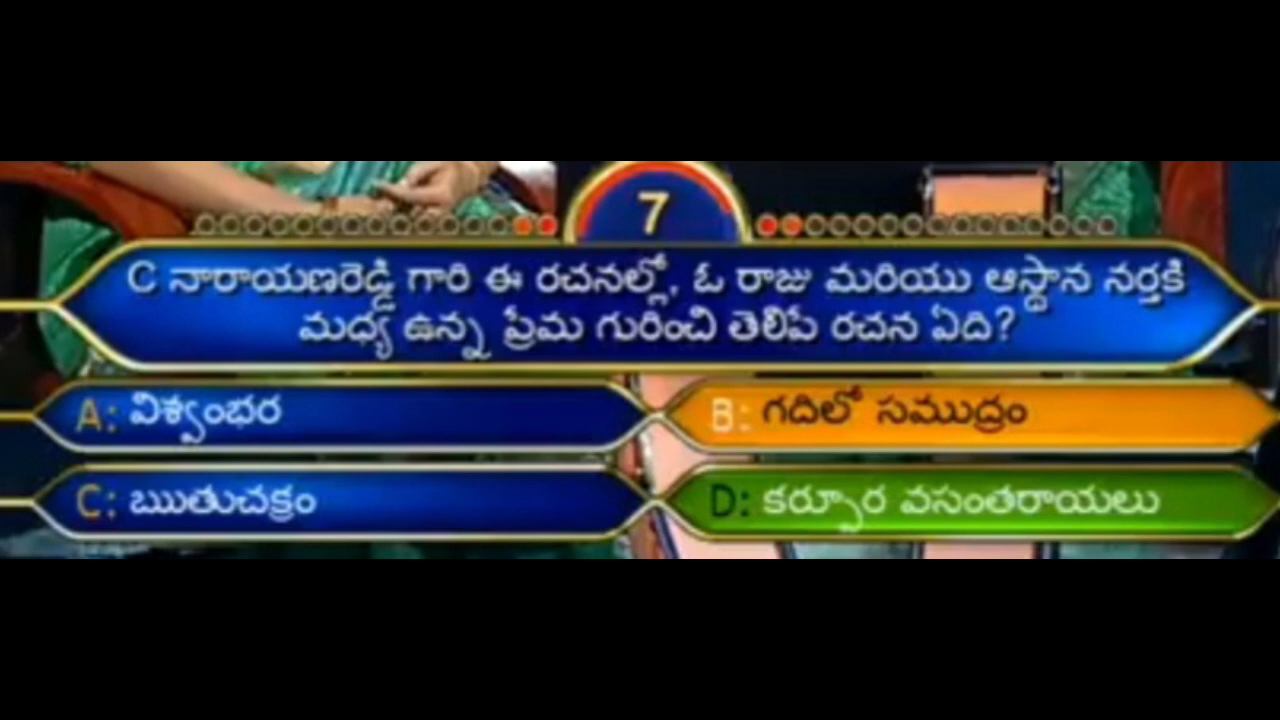 7
C నారాయణరెడ్డి గారి ఈ రచనల్లో, ఓ రాజు మరియు ఆస్థాన నర్తకి
మధ్య ఉన్న ప్రేమ గురించి తెలిపే రచన ఏది?
A: విశ్వంభర
B: గదిలో సముద్రం
C: ఋతుచక్రం
D: కర్పూర వసంతరాయలు